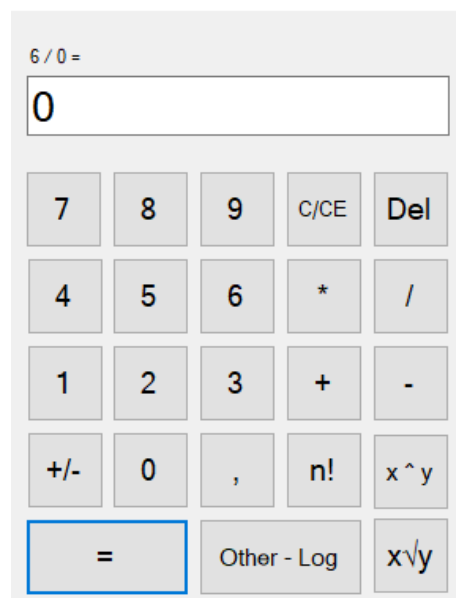 6 / 0 =
0
7 8 9 C/CE Del
4 5 6 * /
1 2 3 + -
+/- 0 , n! x ^ y
= Other - Log x√y